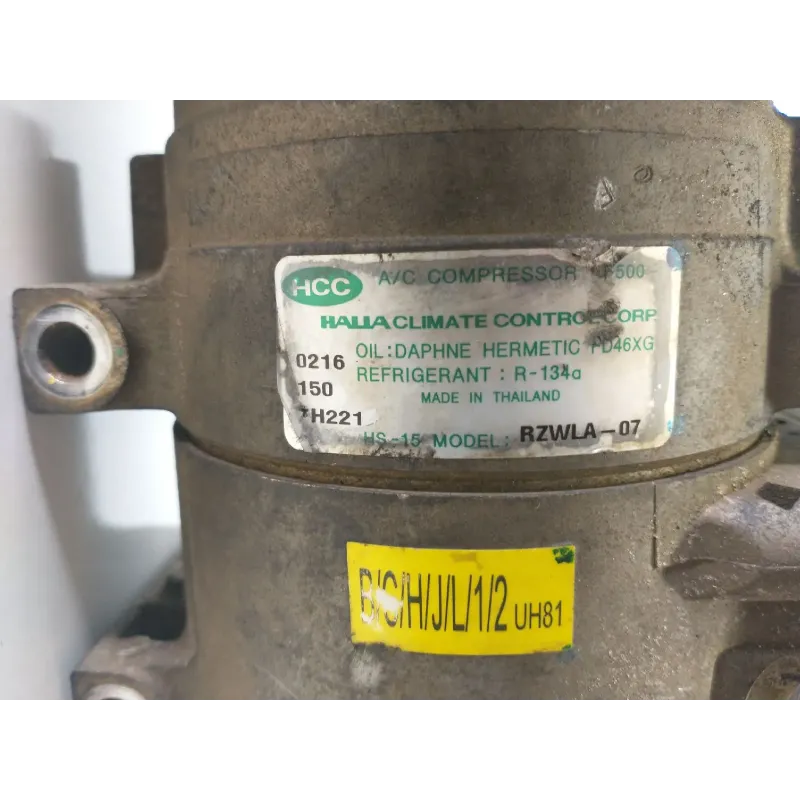 HCC A/C COMPRESSOR F500
HALLA CLIMATE CONTROL CORP
OIL: DAPHNE HERMETIC FD46XG
0216
REFRIGERANT : R-134a
150
MADE IN THAILAND
*H221
HS-15 MODEL: RZWLA-07
B/C/H/J/L/1/2 UH81